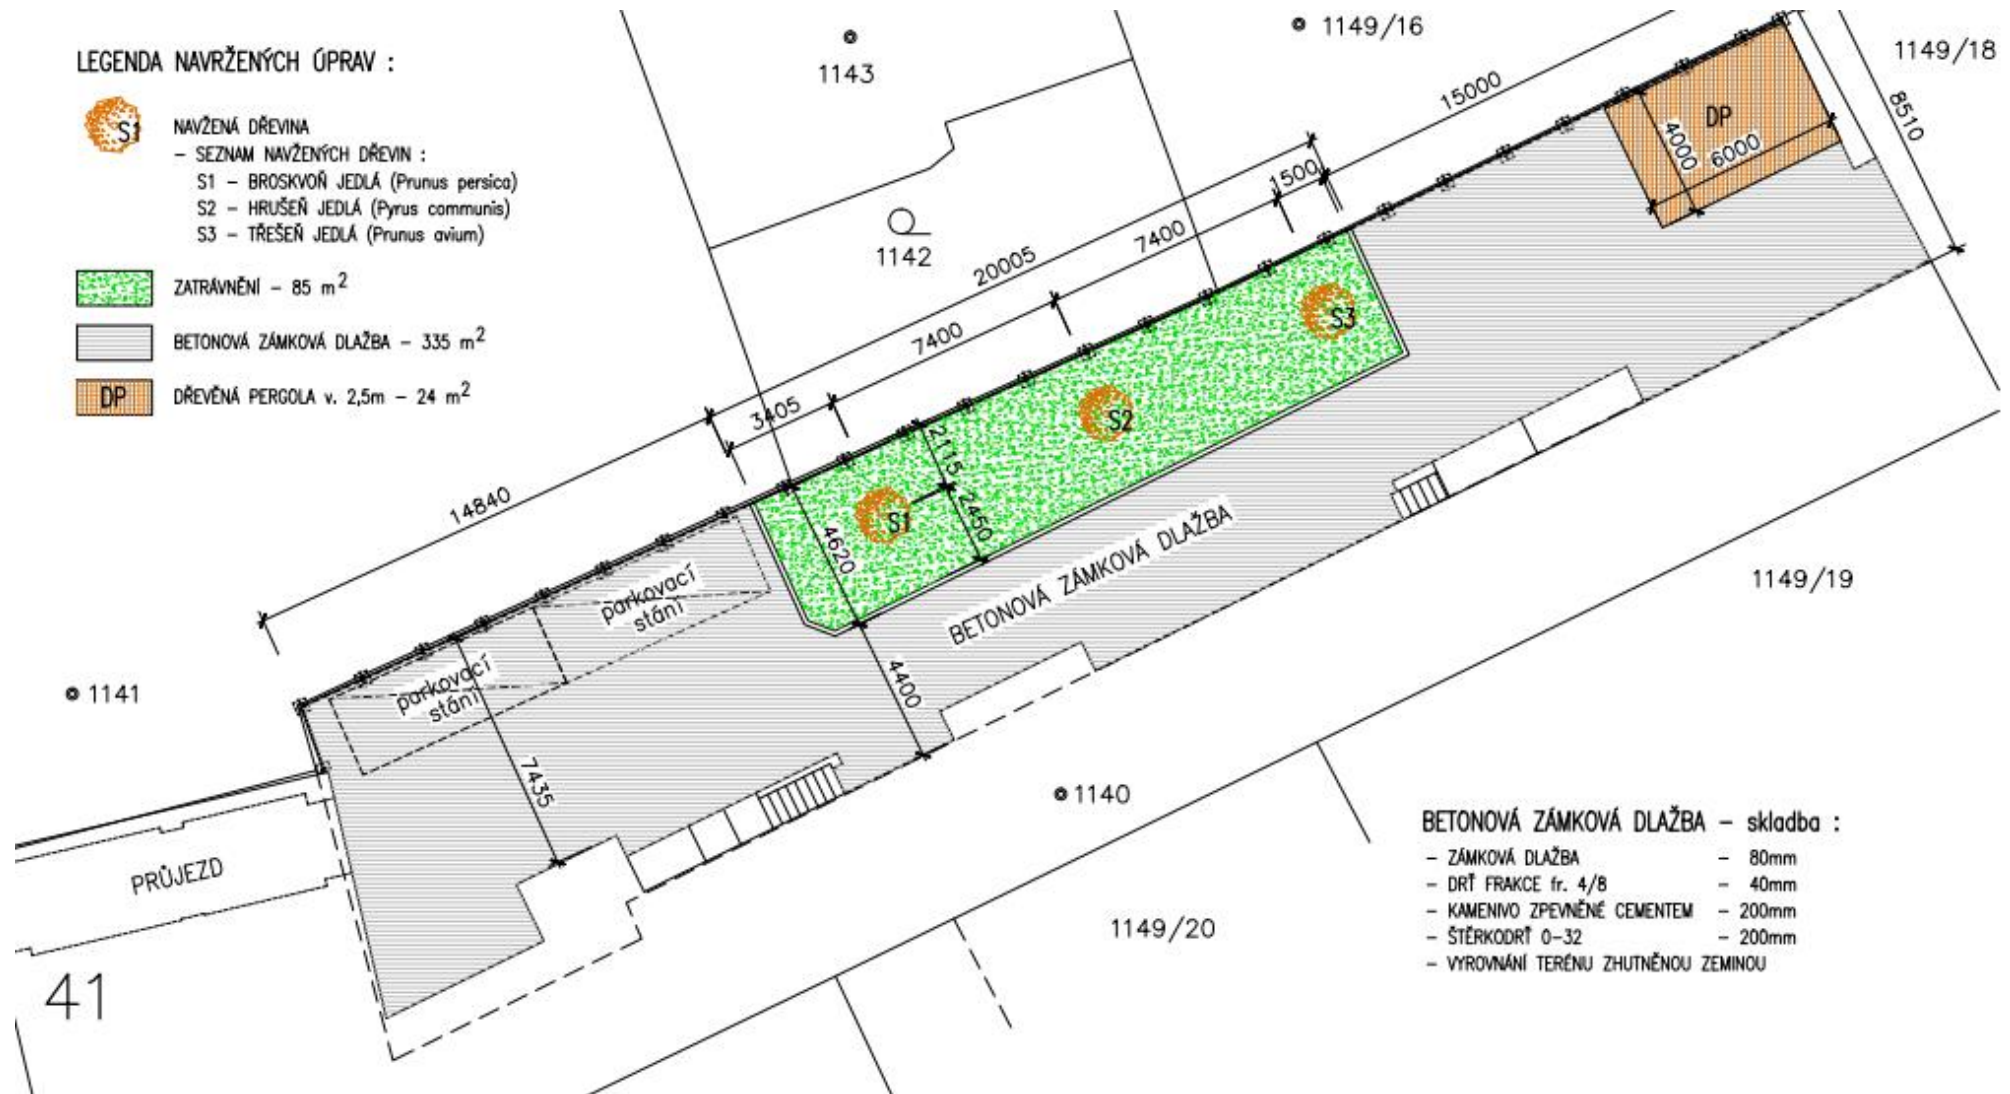 LEGENDA NAVRŽENÝCH ÚPRAV :
S1
NAVŽENÁ DŘEVINA
- SEZNAM NAVŽENÝCH DŘEVIN :
S1 - BROSKVOŇ JEDLÁ (Prunus persica)
S2 - HRUŠEŇ JEDLÁ (Pyrus communis)
S3 - TŘEŠEŇ JEDLÁ (Prunus avium)
ZATRÁVNĚNÍ - 85 m²
BETONOVÁ ZÁMKOVÁ DLAŽBA - 335 m²
DP
DŘEVĚNÁ PERGOLA v. 2,5m - 24 m²
1143
1149/16
1149/18
1142
15000
8510
DP
4000
6000
1500
7400
20005
7400
3405
14840
S3
S2
S1
2115
2450
4620
4400
7435
parkovací
stání
parkovací
stání
BETONOVÁ ZÁMKOVÁ DLAŽBA
1149/19
1141
1140
PRŮJEZD
1149/20
41
BETONOVÁ ZÁMKOVÁ DLAŽBA - skladba :
- ZÁMKOVÁ DLAŽBA - 80mm
- DRŤ FRAKCE fr. 4/8 - 40mm
- KAMENIVO ZPEVNĚNÉ CEMENTEM - 200mm
- ŠTĚRKODRŤ 0-32 - 200mm
- VYROVNÁNÍ TERÉNU ZHUTNĚNOU ZEMINOU